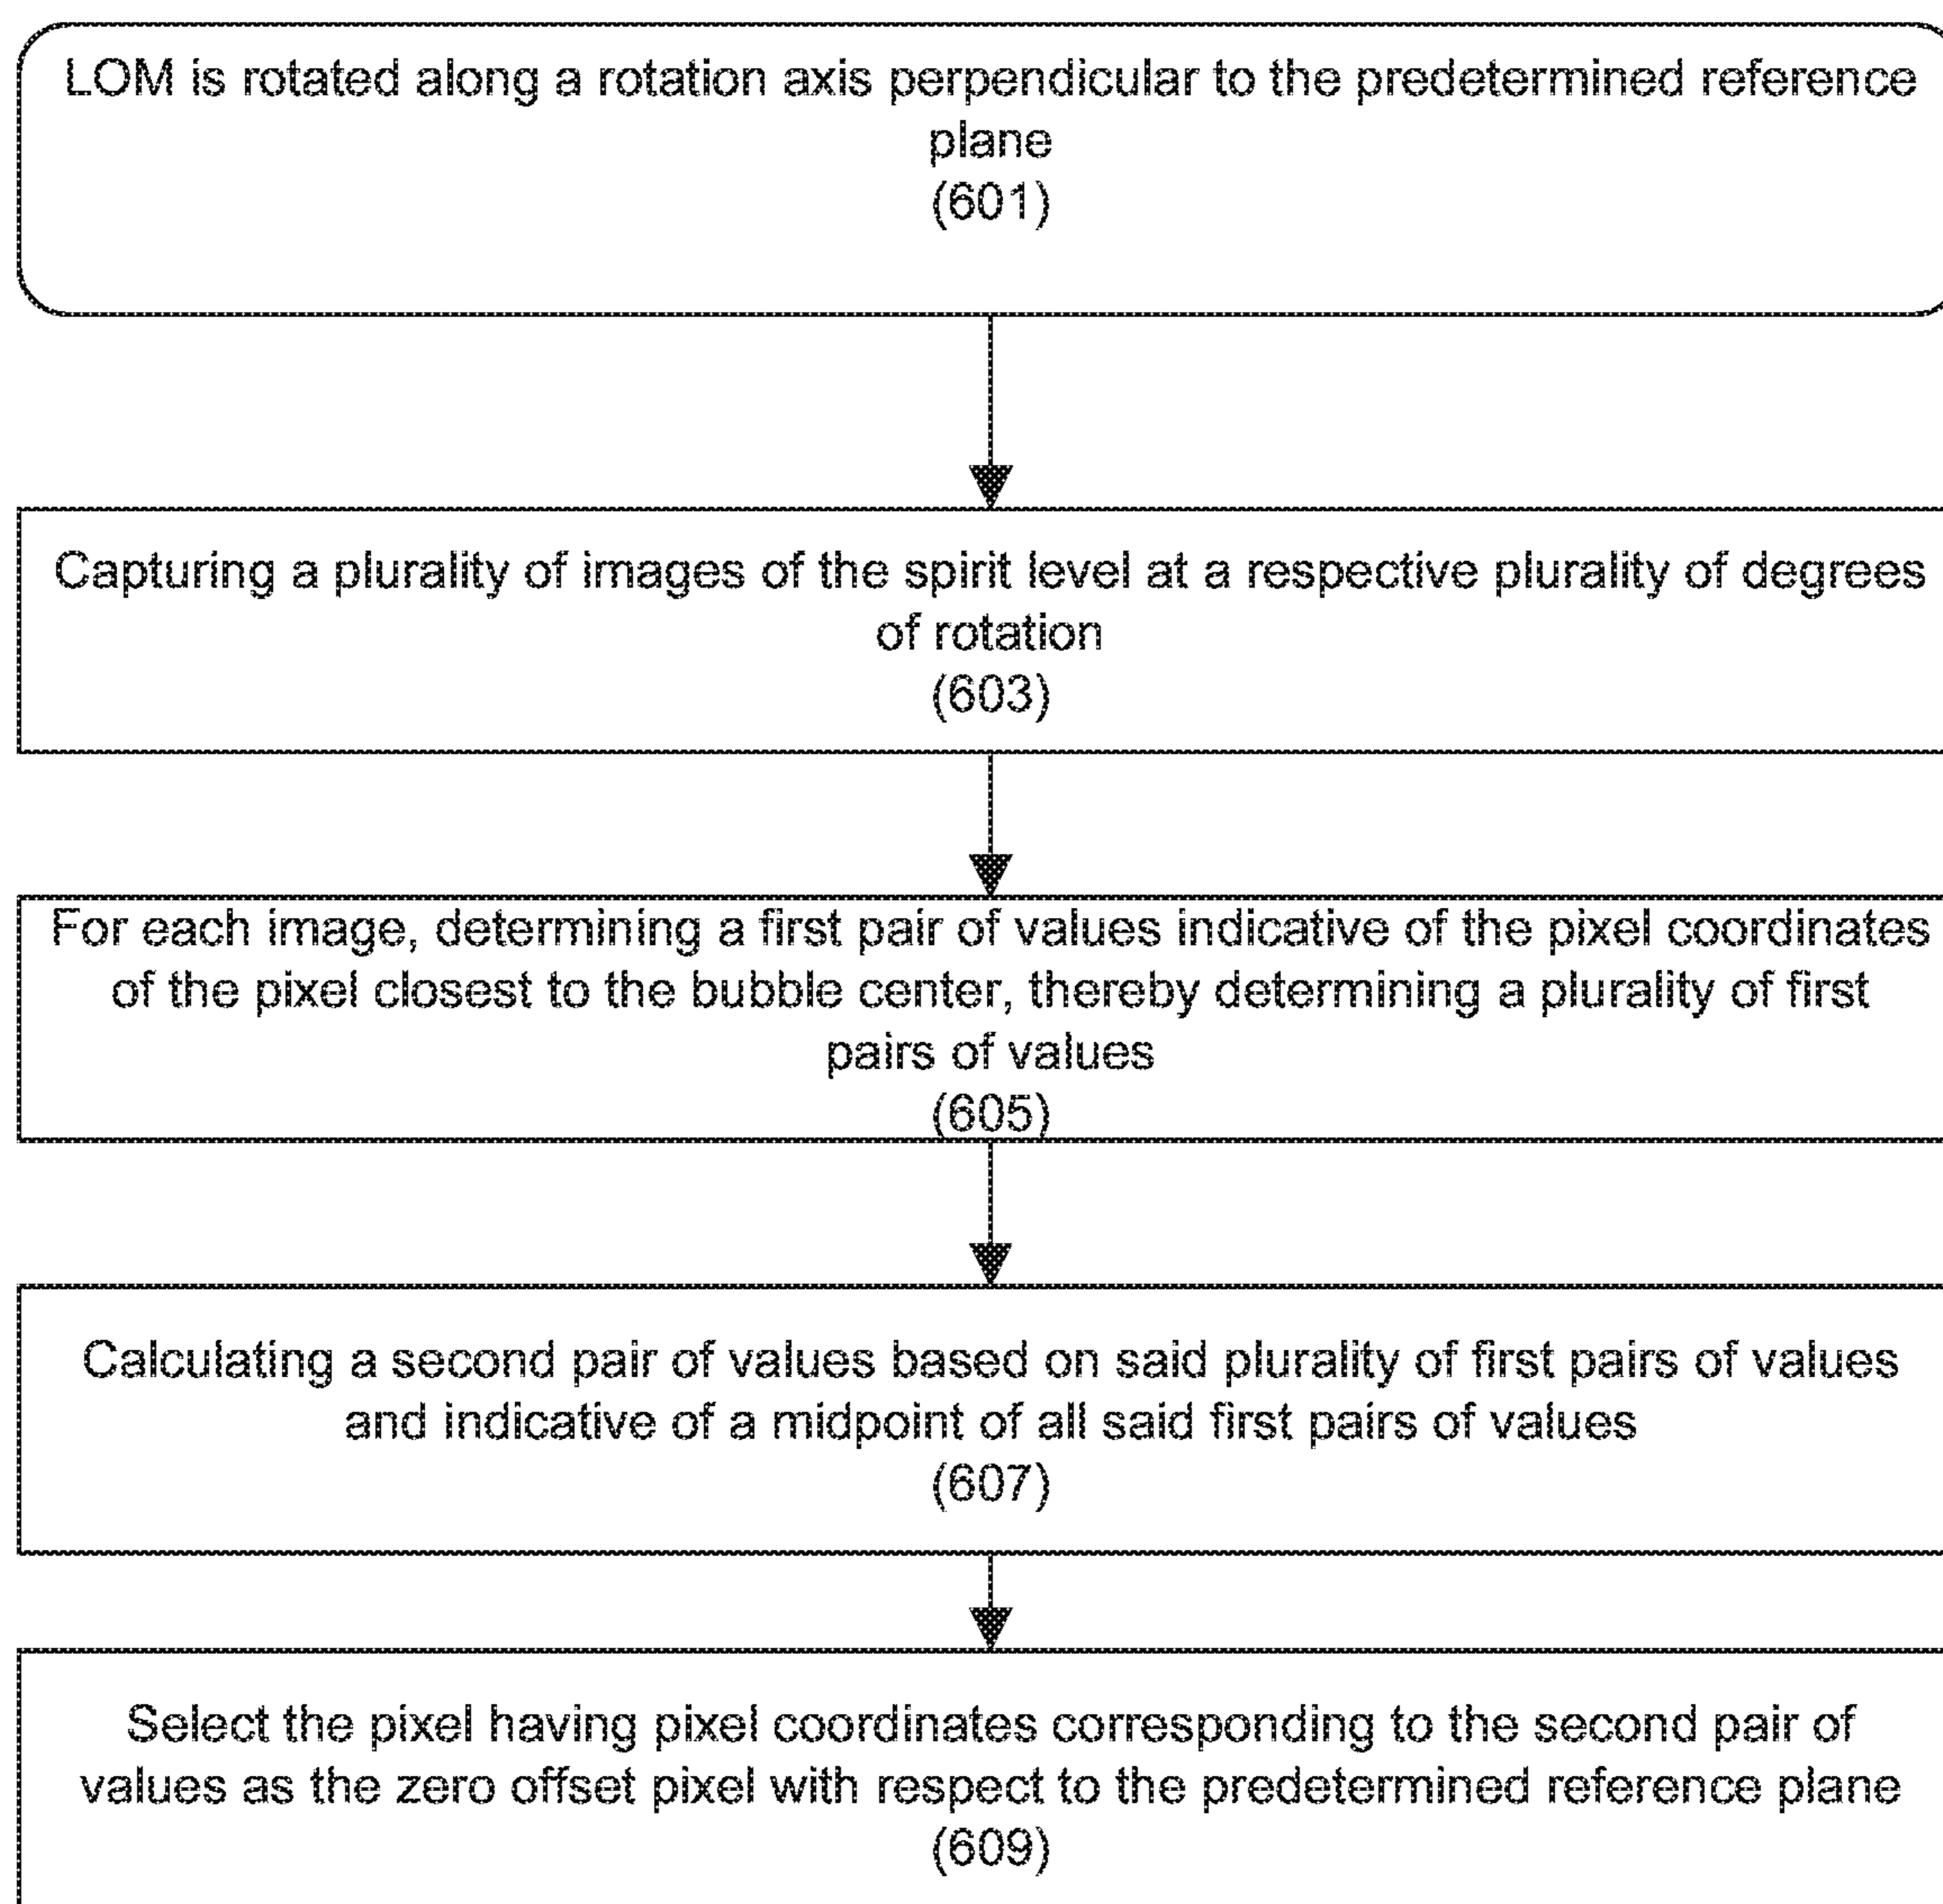 LOM is rotated along a rotation axis perpendicular to the predetermined reference
plane
(601)
Capturing a plurality of images of the spirit level at a respective plurality of degrees
of rotation
(603)
For each image, determining a first pair of values indicative of the pixel coordinates
of the pixel closest to the bubble center, thereby determining a plurality of first
pairs of values
(605)
Calculating a second pair of values based on said plurality of first pairs of values
and indicative of a midpoint of all said first pairs of values
(607)
Select the pixel having pixel coordinates corresponding to the second pair of
values as the zero offset pixel with respect to the predetermined reference plane
(609)